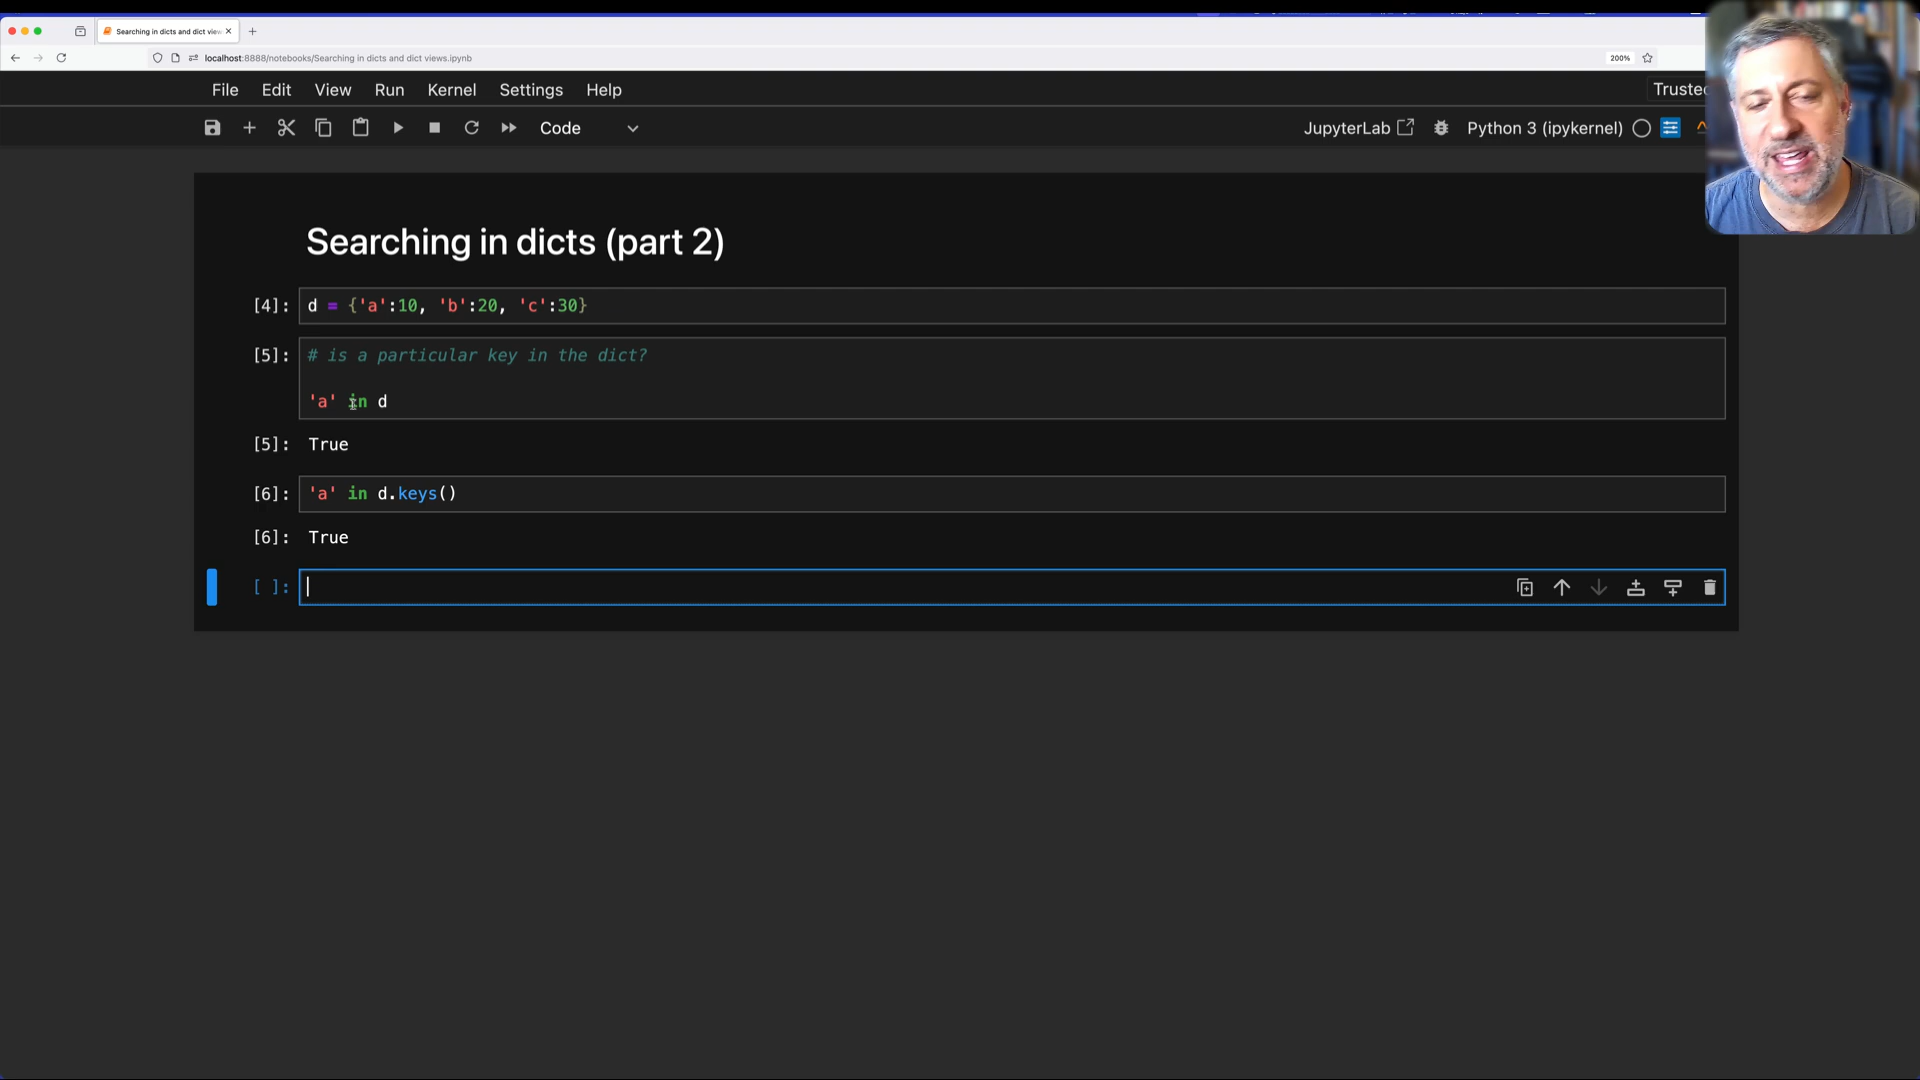 Searching in dicts and dict view
localhost:8888/notebooks/Searching in dicts and dict views.ipynb
200%
File Edit View Run Kernel Settings Help
Trusted
Code
JupyterLab
Python 3 (ipykernel)
Searching in dicts (part 2)
[4]: d = {'a':10, 'b':20, 'c':30}
[5]: # is a particular key in the dict?
'a' in d
[5]: True
[6]: 'a' in d.keys()
[6]: True
[ ]: